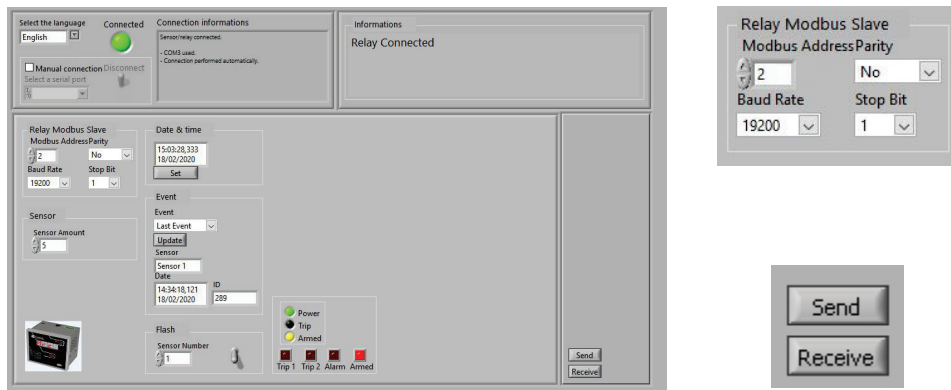 Select the language
English
Connected
Manual connection
Disconnect
Select a serial port
Connection informations
Sensor/relay connected.
- COM3 used.
- Connection performed automatically.
Informations
Relay Connected
Relay Modbus Slave
Modbus Address
Parity
2
No
Baud Rate
Stop Bit
19200
1
Sensor
Sensor Amount
5
Date & time
15:03:28,333
18/02/2020
Set
Event
Event
Last Event
Update
Sensor
Sensor 1
Date
14:34:18,121
18/02/2020
ID
289
Flash
Sensor Number
1
Power
Trip
Armed
Trip 1 Trip 2 Alarm Armed
Send
Receive
Relay Modbus Slave
Modbus Address
Parity
2
No
Baud Rate
Stop Bit
19200
1
Send
Receive